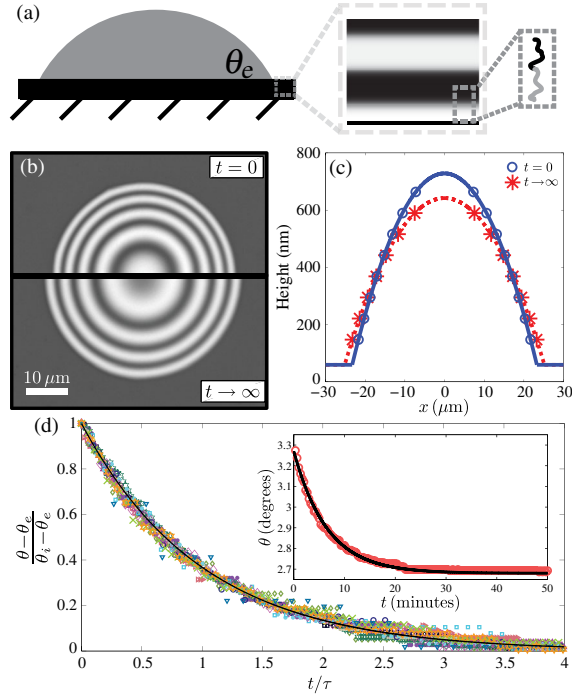 (a)
θe
(b)
t = 0
10 μm
t → ∞
(c)
t = 0
t → ∞
800
600
400
200
0
Height (nm)
−30
−20
−10
0
10
20
30
x (μm)
(d)
1
0.8
0.6
0.4
0.2
0
θ − θe
θi − θe
0
0.5
1
1.5
2
2.5
3
3.5
4
t/τ
3.3
3.2
3.1
3
2.9
2.8
2.7
θ (degrees)
0
10
20
30
40
50
t (minutes)